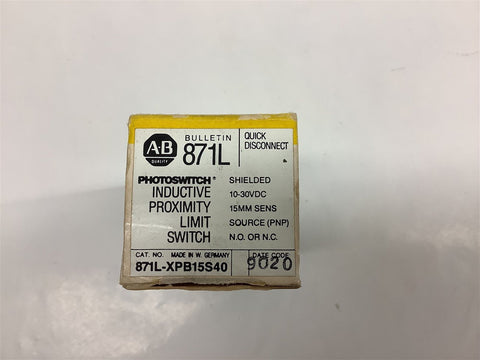 A-B
QUALITY
BULLETIN
871L
QUICK
DISCONNECT
PHOTOSWITCH®
INDUCTIVE
PROXIMITY
LIMIT
SWITCH
SHIELDED
10-30VDC
15MM SENS
SOURCE (PNP)
N.O. OR N.C.
CAT. NO. MADE IN W. GERMANY
871L-XPB15S40
DATE CODE
9020